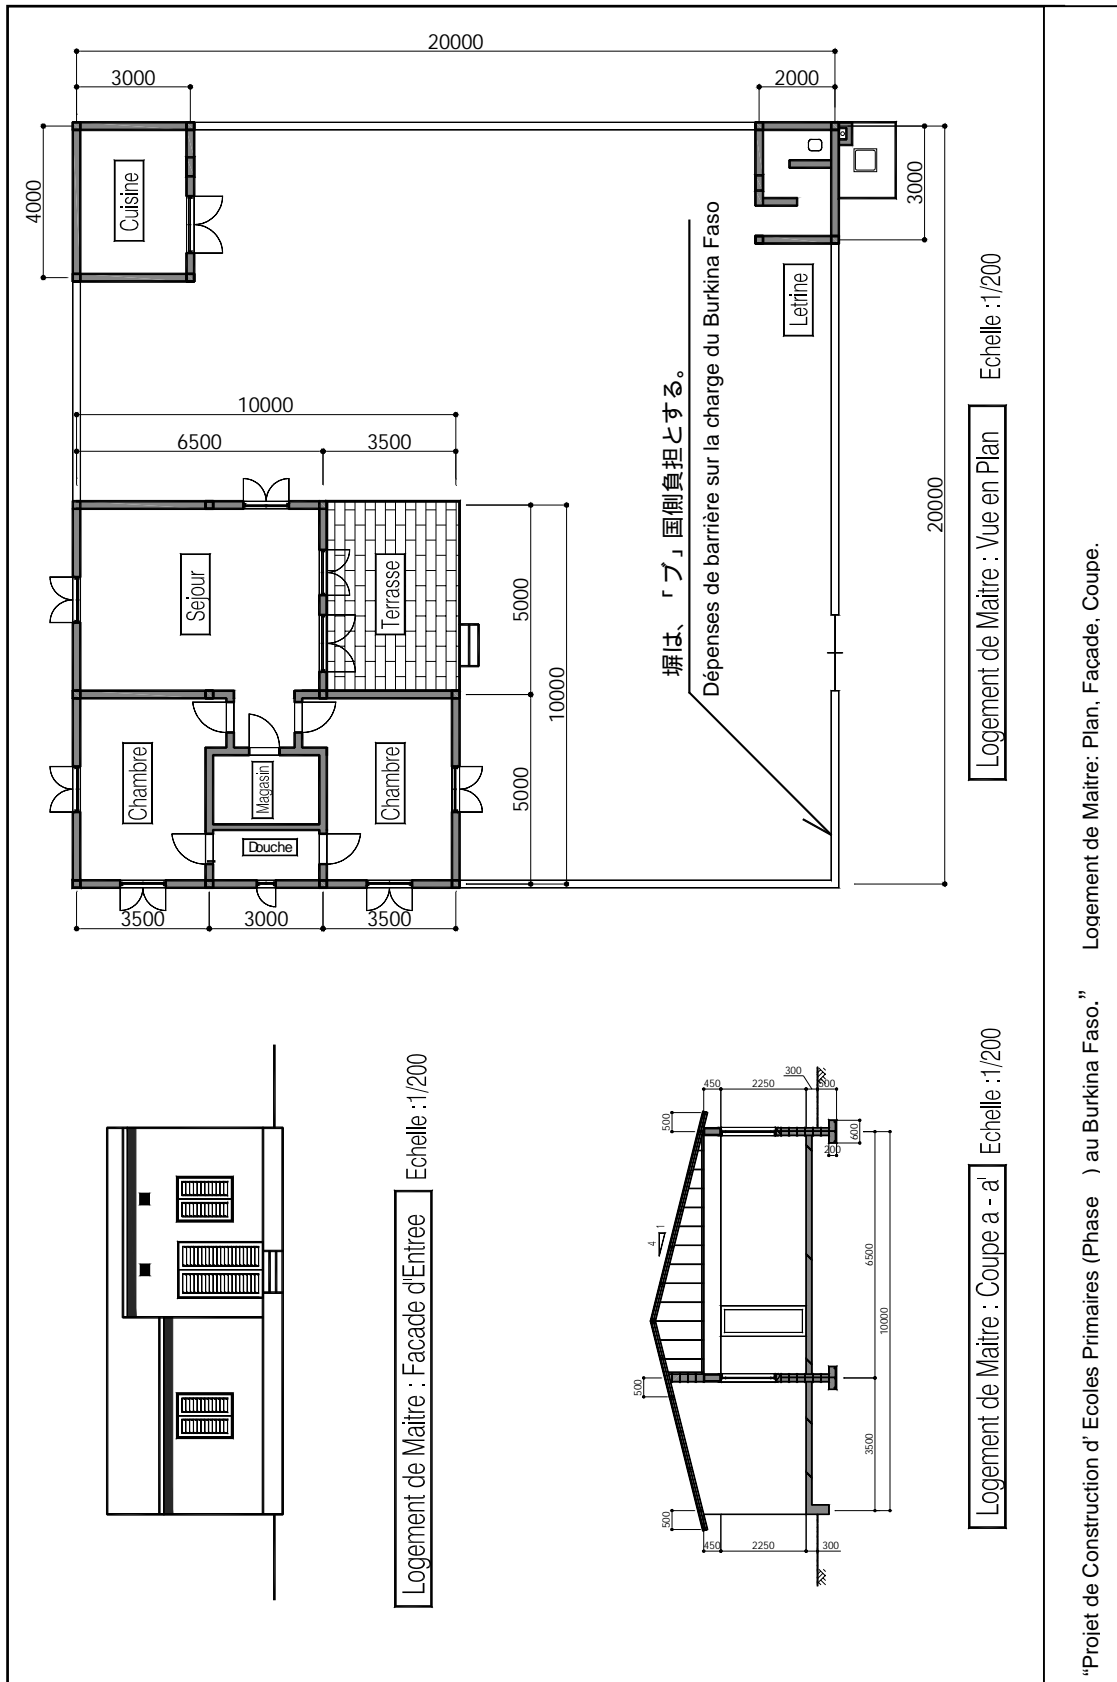 20000
3000
2000
4000
Cuisine
3000
Letrine
20000
10000
6500
3500
Sejour
Terrasse
5000
10000
5000
Chambre
Magasin
Chambre
Douche
3500
3000
3500
塀は、「ブ」国側負担とする。
Dépenses de barrière sur la charge du Burkina Faso
Logement de Maitre : Vue en Plan
Echelle :1/200
Logement de Maitre : Facade d'Entree
Echelle :1/200
500
450
2250
300
500
200
600
4
1
6500
10000
500
3500
500
450
2250
300
Logement de Maitre : Coupe a - a'
Echelle :1/200
“Projet de Construction d’ Ecoles Primaires (Phase ) au Burkina Faso.” Logement de Maitre: Plan, Façade, Coupe.